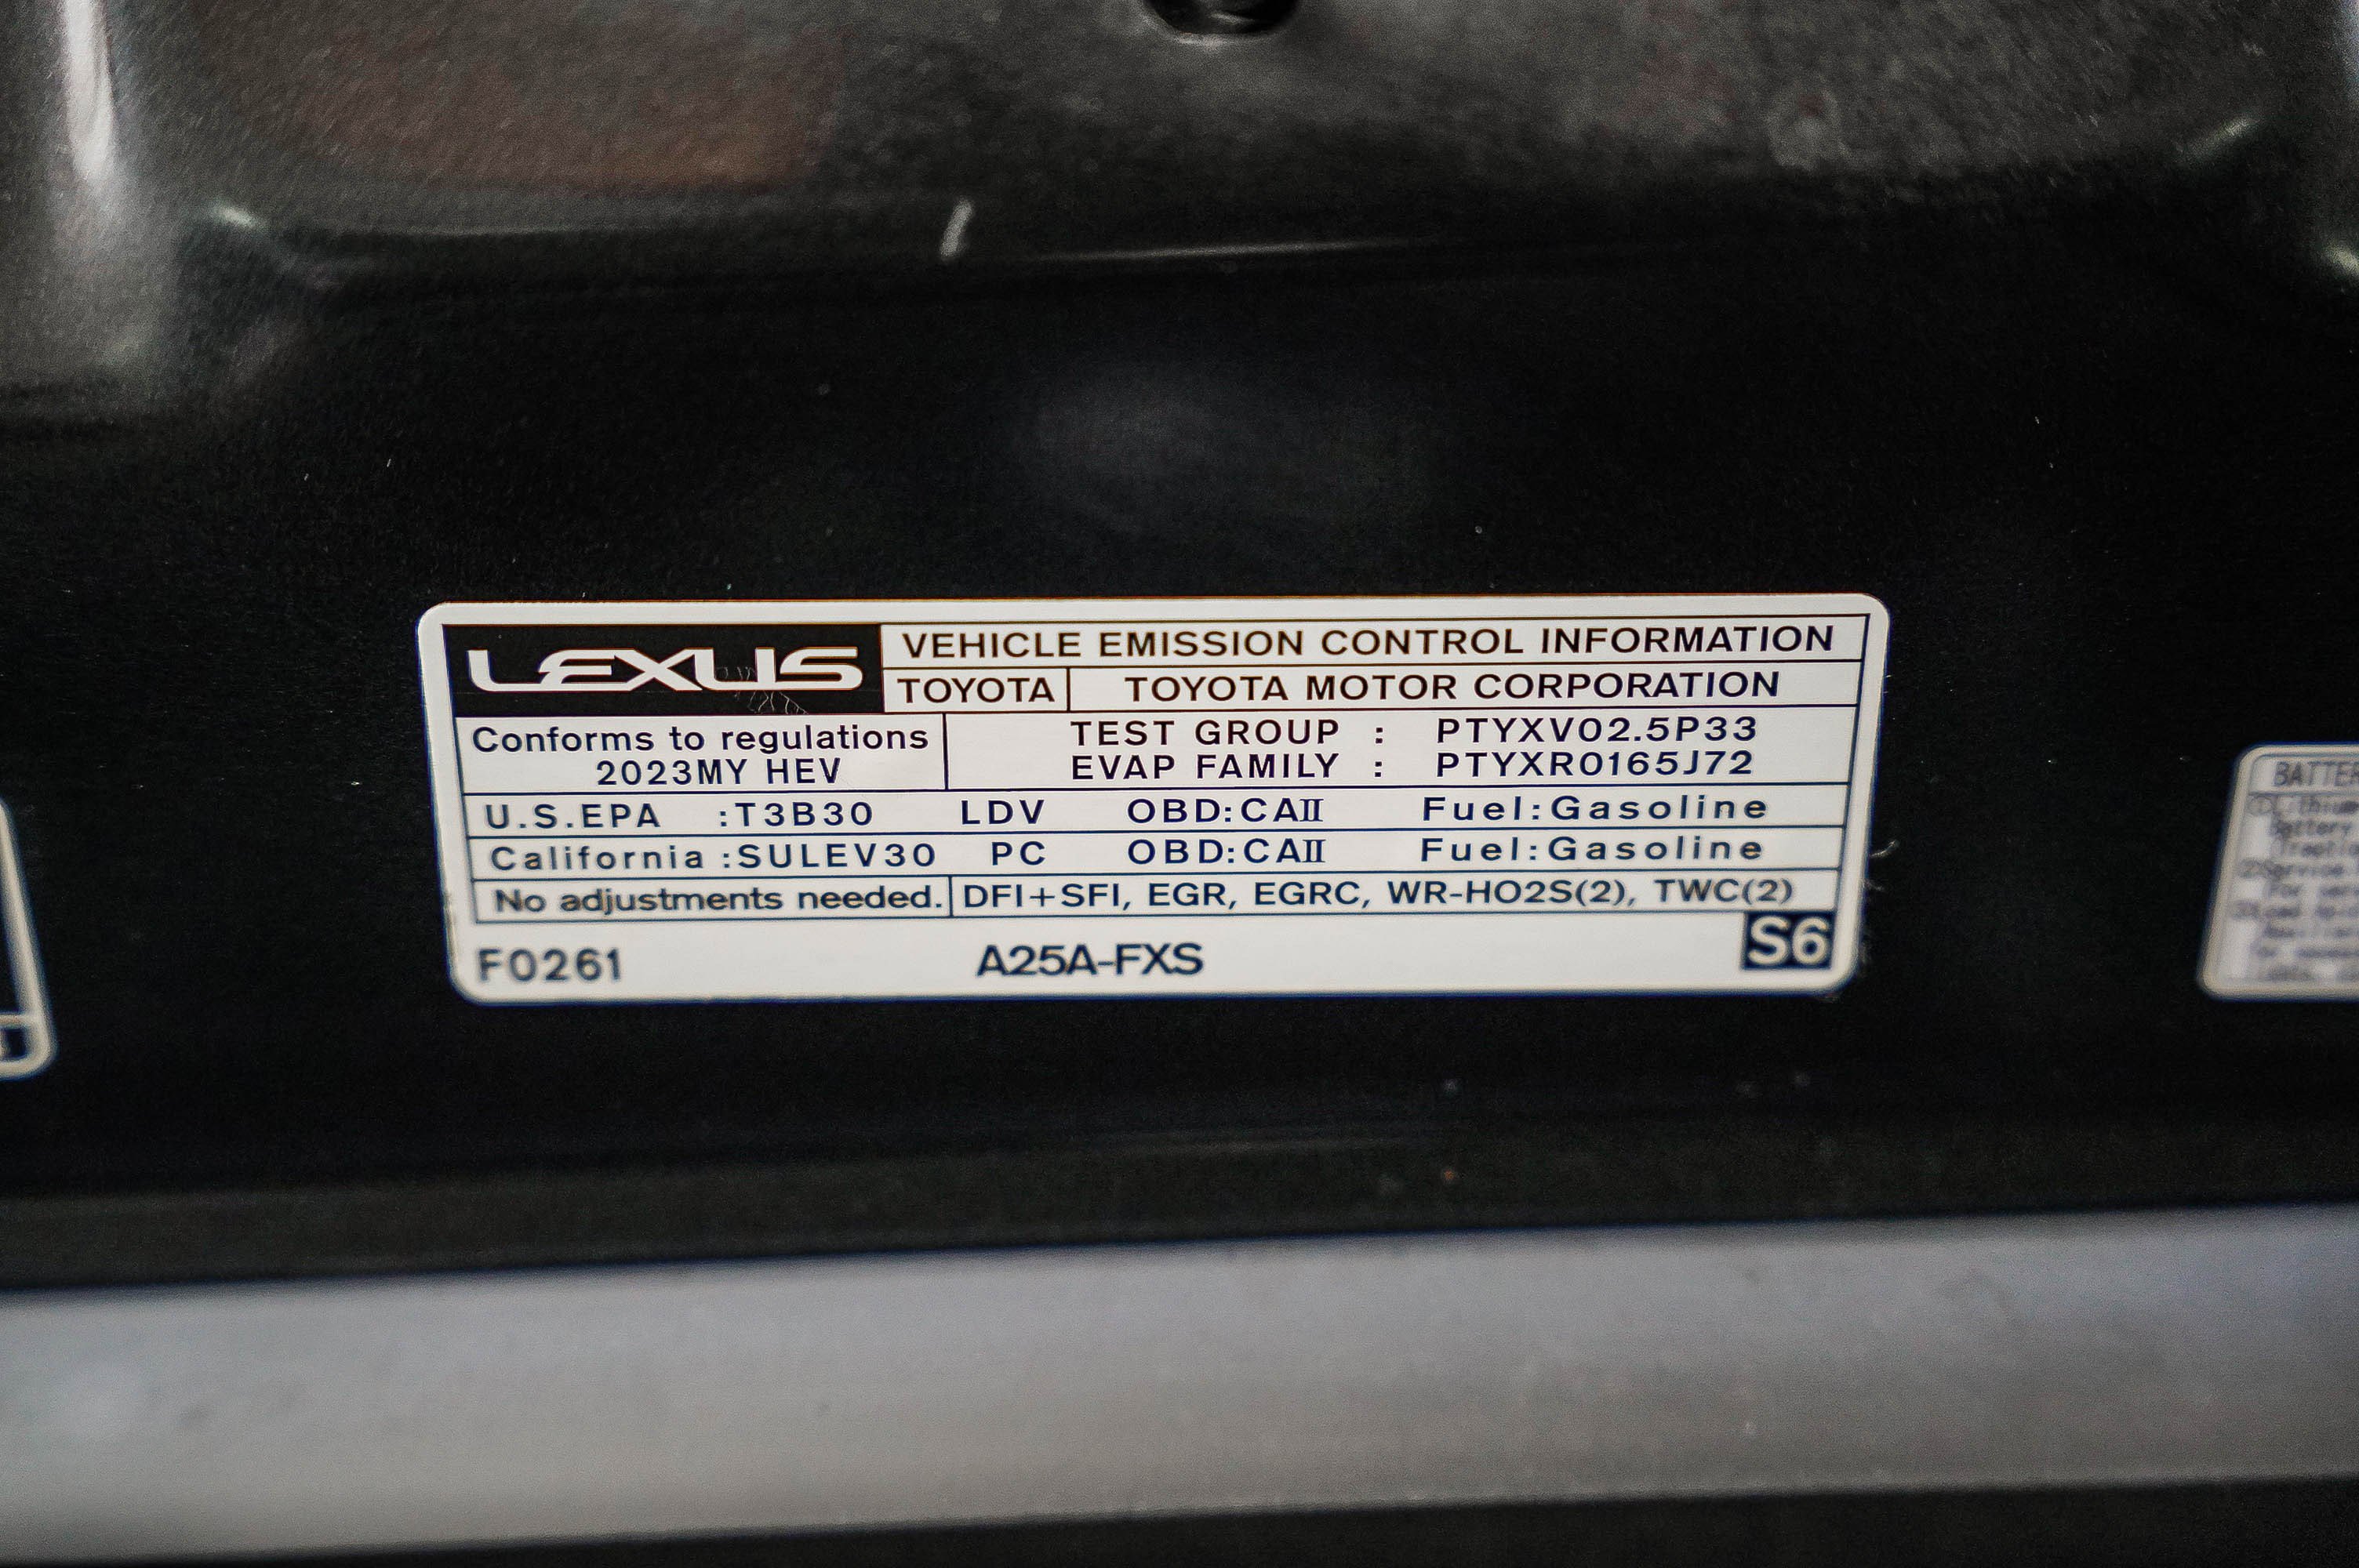 LEXUS
VEHICLE EMISSION CONTROL INFORMATION
TOYOTA TOYOTA MOTOR CORPORATION
Conforms to regulations
2023MY HEV
TEST GROUP : PTYXV02.5P33
EVAP FAMILY : PTYXR0165J72
U.S.EPA :T3B30 LDV OBD:CAII Fuel:Gasoline
California :SULEV30 PC OBD:CAII Fuel:Gasoline
No adjustments needed. DFI+SFI, EGR, EGRC, WR-HO2S(2), TWC(2)
F0261 A25A-FXS S6
Battery